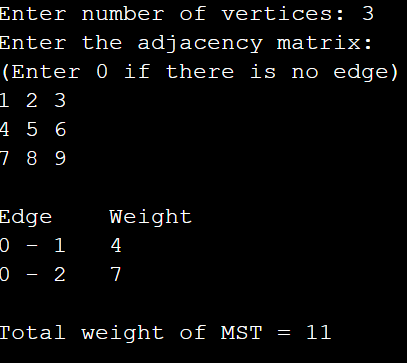 Enter number of vertices: 3
Enter the adjacency matrix:
(Enter 0 if there is no edge)
1 2 3
4 5 6
7 8 9
Edge    Weight
0 - 1   4
0 - 2   7
Total weight of MST = 11